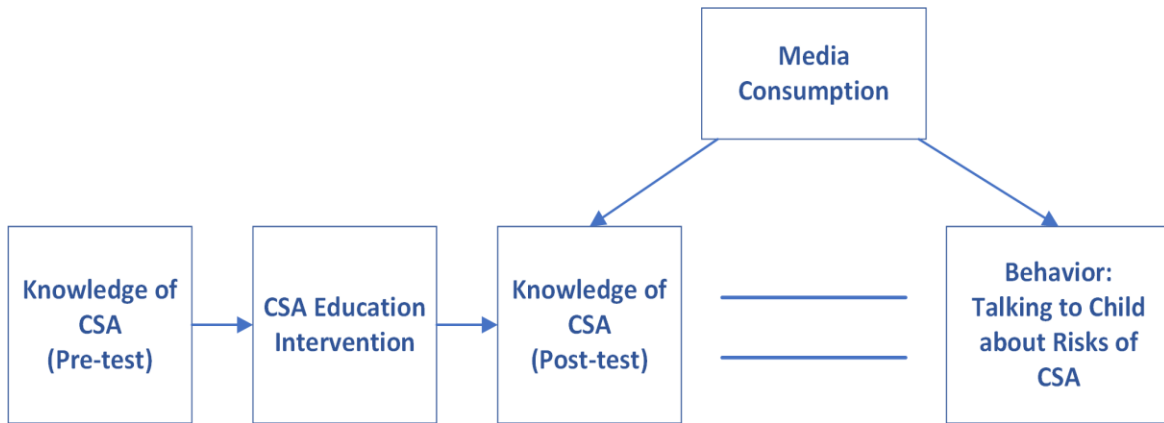 Media
Consumption
Knowledge of
CSA
(Pre-test)
CSA Education
Intervention
Knowledge of
CSA
(Post-test)
Behavior:
Talking to Child
about Risks of
CSA